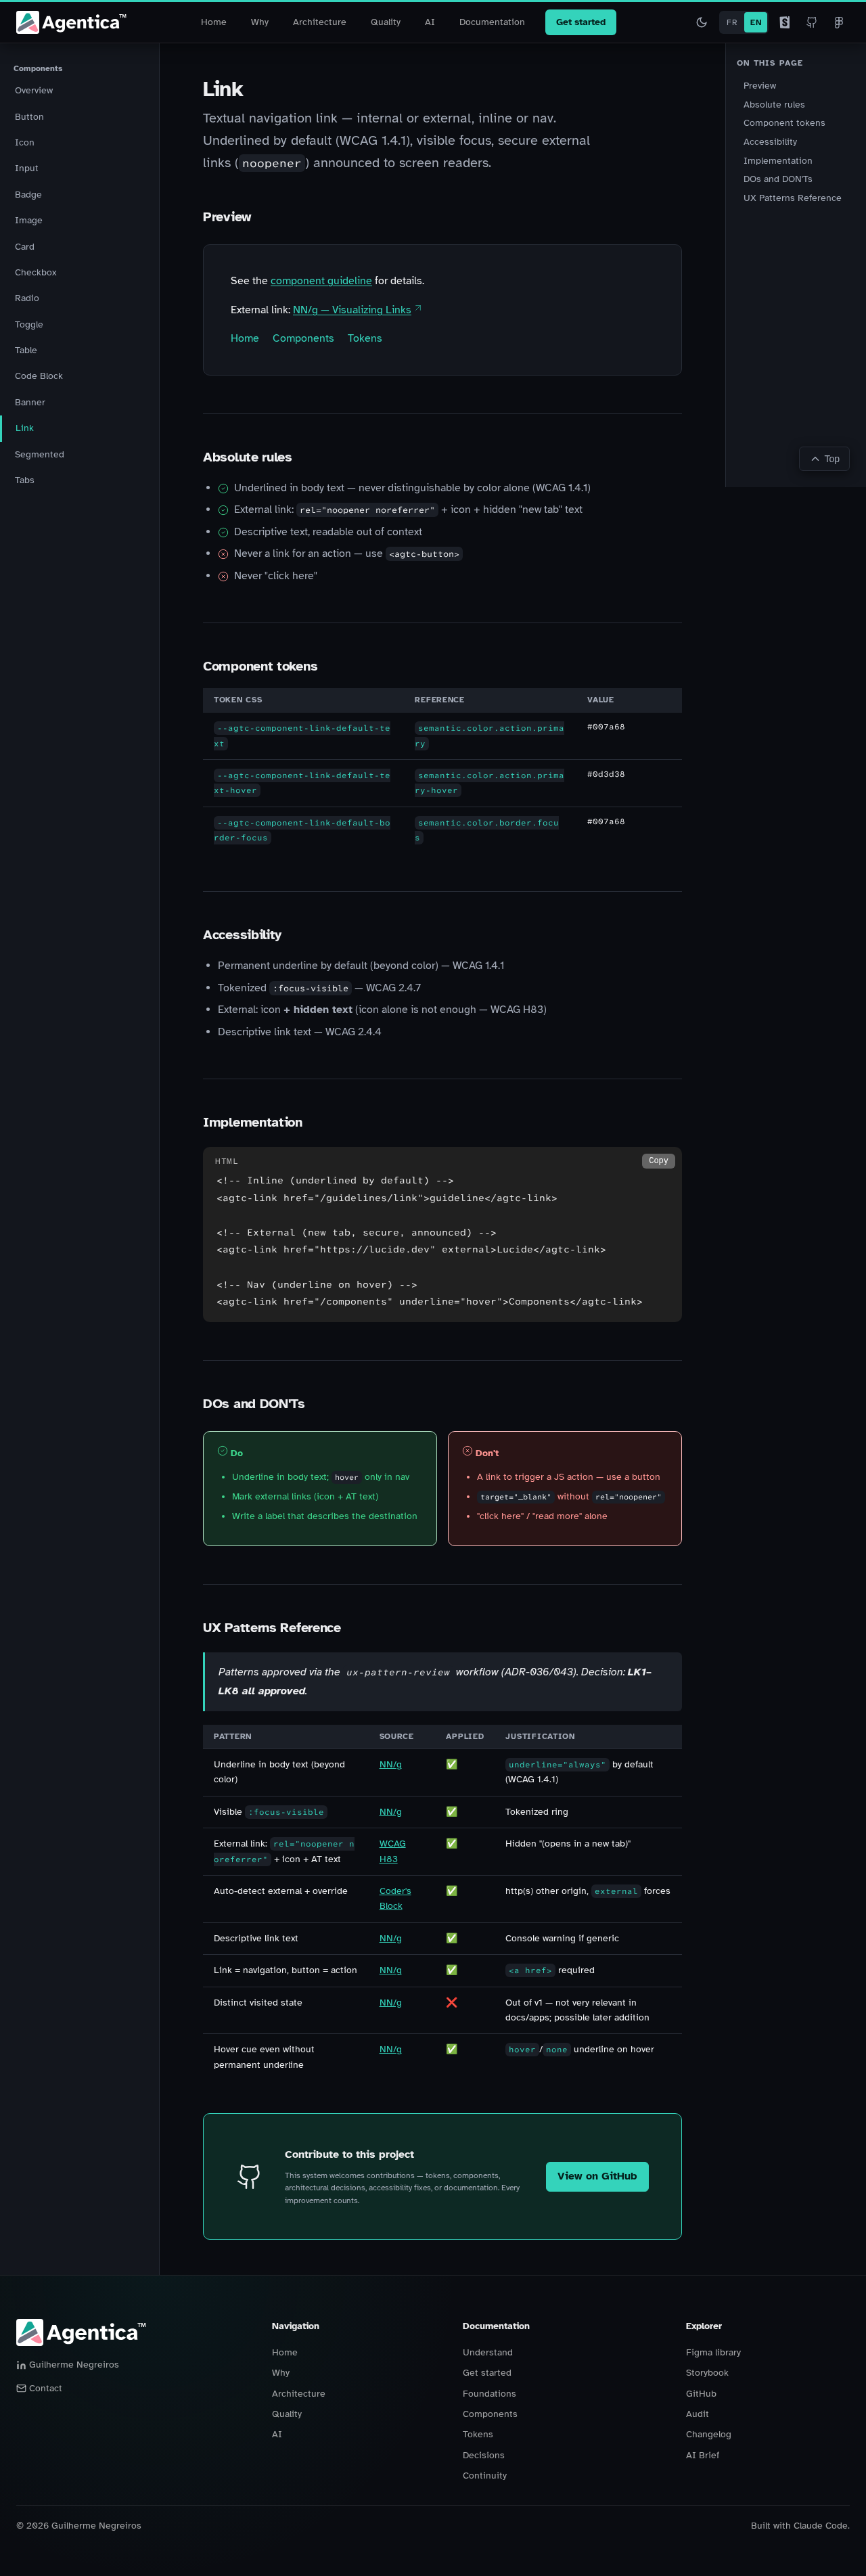 Agentica™
Home Why Architecture Quality AI Documentation Get started FR EN
Components
Overview
Button
Icon
Input
Badge
Image
Card
Checkbox
Radio
Toggle
Table
Code Block
Banner
Link
Segmented
Tabs
Link
Textual navigation link — internal or external, inline or nav.
Underlined by default (WCAG 1.4.1), visible focus, secure external
links ( noopener ) announced to screen readers.
ON THIS PAGE
Preview
Absolute rules
Component tokens
Accessibility
Implementation
DOs and DON'Ts
UX Patterns Reference
Top
Preview
See the component guideline for details.
External link: NN/g — Visualizing Links
Home Components Tokens
Absolute rules
Underlined in body text — never distinguishable by color alone (WCAG 1.4.1)
External link: rel="noopener noreferrer" + icon + hidden "new tab" text
Descriptive text, readable out of context
Never a link for an action — use <agtc-button>
Never "click here"
Component tokens
TOKEN CSS REFERENCE VALUE
--agtc-component-link-default-te semantic.color.action.prima #007a68
xt ry
--agtc-component-link-default-te semantic.color.action.prima #0d3d38
xt-hover ry-hover
--agtc-component-link-default-bo semantic.color.border.focu #007a68
rder-focus s
Accessibility
Permanent underline by default (beyond color) — WCAG 1.4.1
Tokenized :focus-visible — WCAG 2.4.7
External: icon + hidden text (icon alone is not enough — WCAG H83)
Descriptive link text — WCAG 2.4.4
Implementation
HTML Copy
<!-- Inline (underlined by default) -->
<agtc-link href="/guidelines/link">guideline</agtc-link>
<!-- External (new tab, secure, announced) -->
<agtc-link href="https://lucide.dev" external>Lucide</agtc-link>
<!-- Nav (underline on hover) -->
<agtc-link href="/components" underline="hover">Components</agtc-link>
DOs and DON'Ts
Do
Underline in body text; hover only in nav
Mark external links (icon + AT text)
Write a label that describes the destination
Don't
A link to trigger a JS action — use a button
target="_blank" without rel="noopener"
"click here" / "read more" alone
UX Patterns Reference
Patterns approved via the ux-pattern-review workflow (ADR-036/043). Decision: LK1–
LK8 all approved.
PATTERN SOURCE APPLIED JUSTIFICATION
Underline in body text (beyond NN/g ✅ underline="always" by default
color) (WCAG 1.4.1)
Visible :focus-visible NN/g ✅ Tokenized ring
External link: rel="noopener n WCAG ✅ Hidden "(opens in a new tab)"
oreferrer" + icon + AT text H83
Auto-detect external + override Coder's ✅ http(s) other origin, external forces
Block
Descriptive link text NN/g ✅ Console warning if generic
Link = navigation, button = action NN/g ✅ <a href> required
Distinct visited state NN/g ❌ Out of v1 — not very relevant in
docs/apps; possible later addition
Hover cue even without NN/g ✅ hover/none underline on hover
permanent underline
Contribute to this project
This system welcomes contributions — tokens, components,
architectural decisions, accessibility fixes, or documentation. Every
improvement counts.
View on GitHub
Agentica™
Guilherme Negreiros
Contact
Navigation
Home
Why
Architecture
Quality
AI
Documentation
Understand
Get started
Foundations
Components
Tokens
Decisions
Continuity
Explorer
Figma library
Storybook
GitHub
Audit
Changelog
AI Brief
© 2026 Guilherme Negreiros
Built with Claude Code.